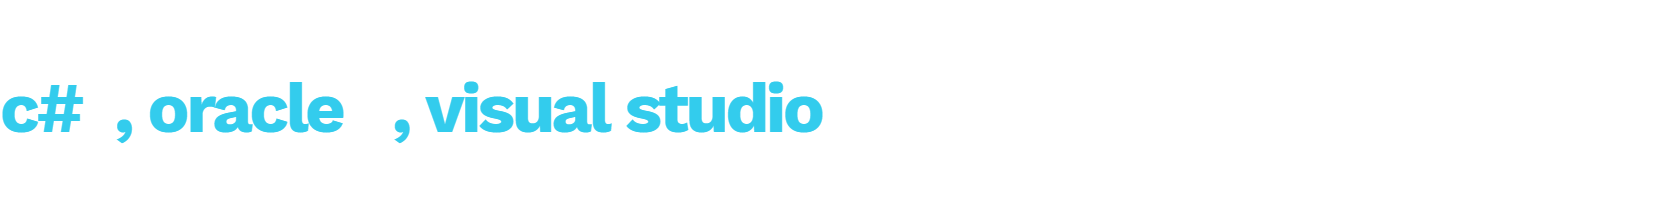 c# , oracle , visual studio